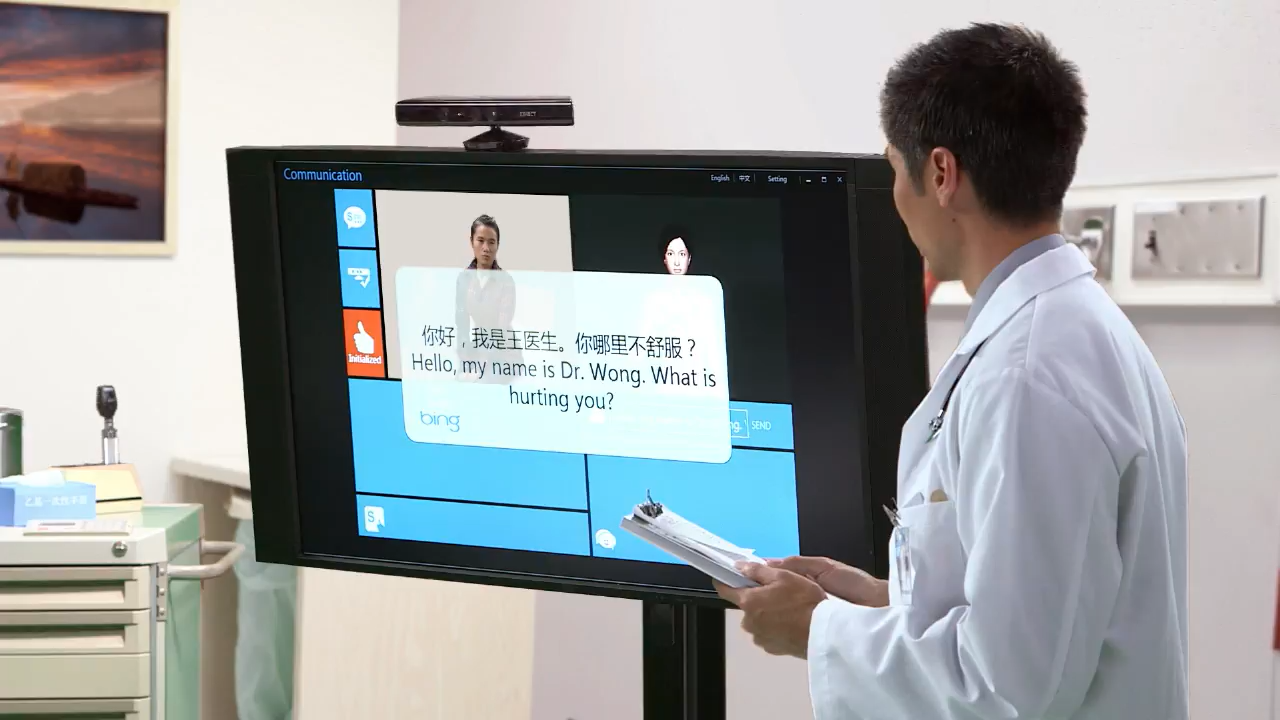 KINECT
Communication
English 中文 Setting
Initialized
你好，我是王医生。你哪里不舒服？
Hello, my name is Dr. Wong. What is
hurting you?
bing
ng. SEND